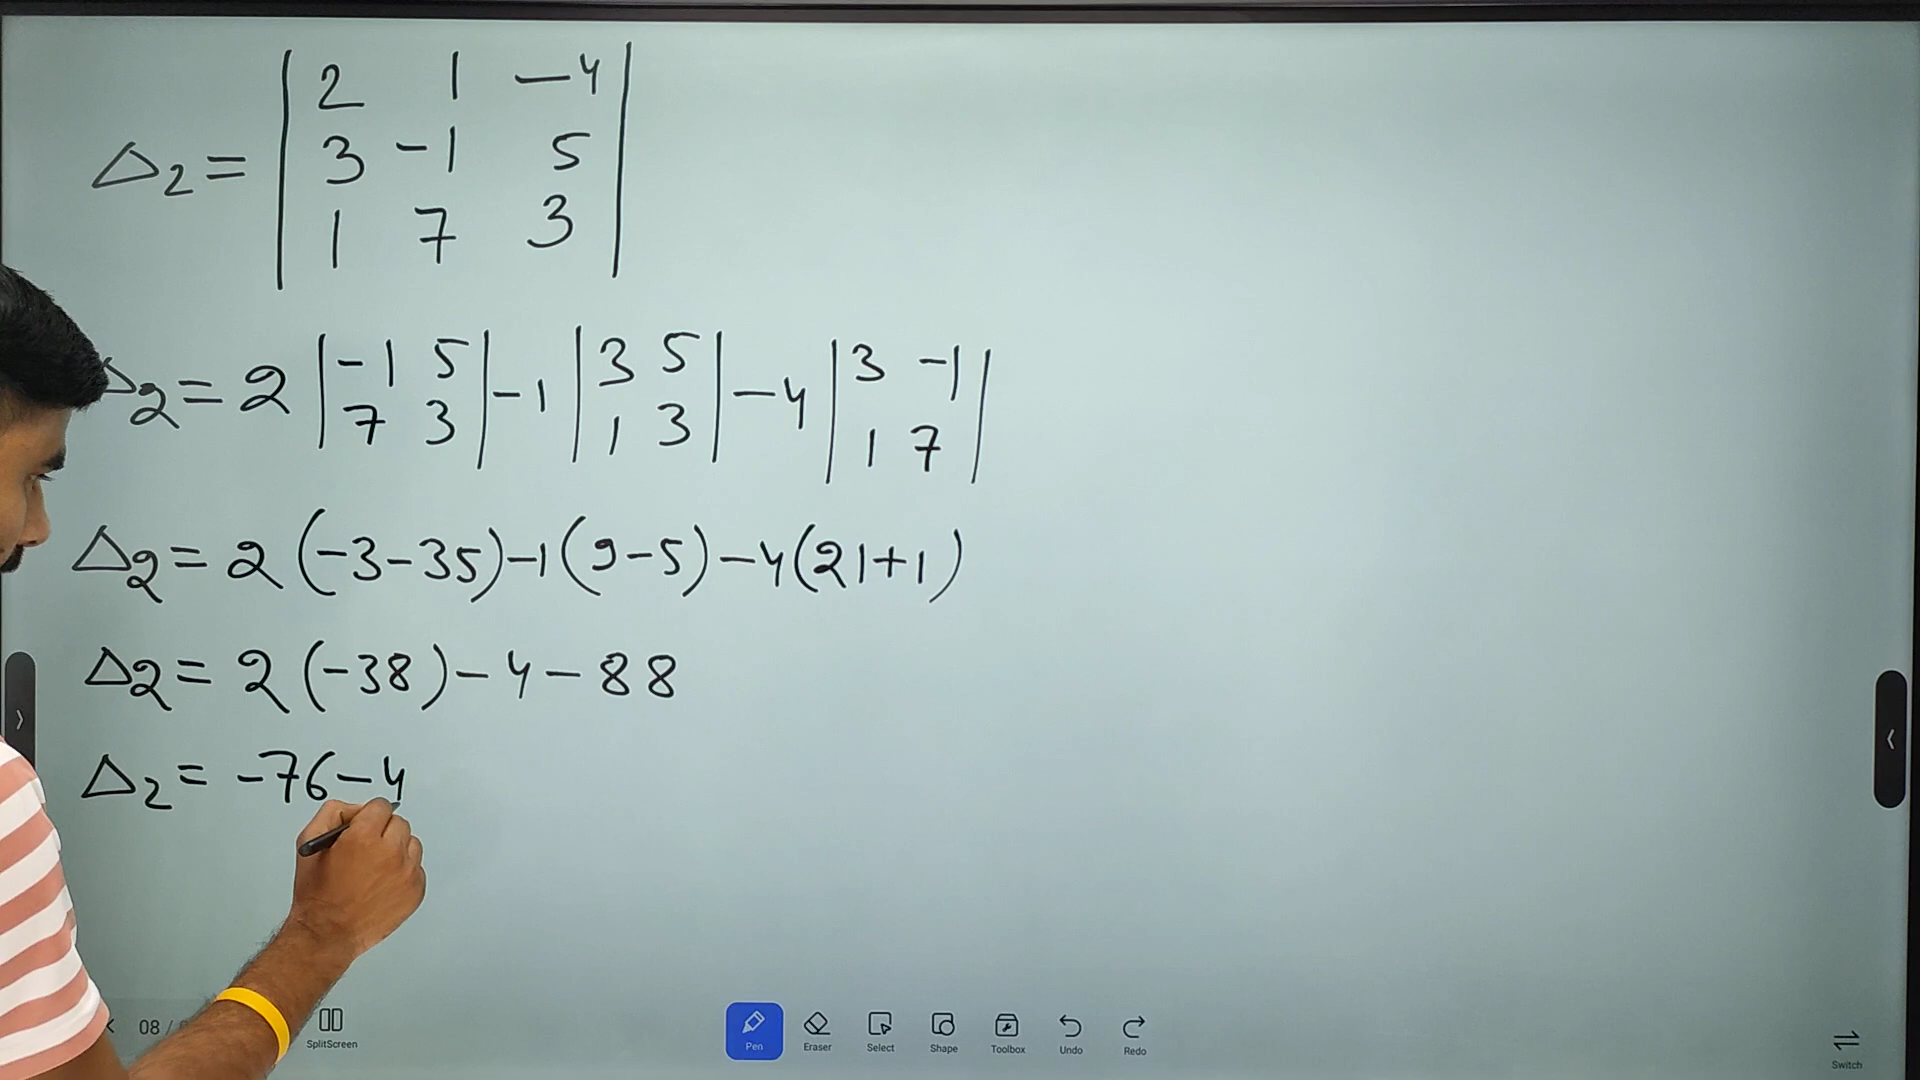 2 1 -4
Δ2 = 3 -1 5
1 7 3
Δ2 = 2 |-1 5| -1 |3 5| -4 |3 -1|
7 3 1 3 1 7
Δ2 = 2 (-3-35) -1 (9-5) -4 (21+1)
Δ2 = 2 (-38) - 4 - 88
Δ2 = -76 - 4
< 08 /
SplitScreen
Pen Eraser Select Shape Toolbox Undo Redo
Switch